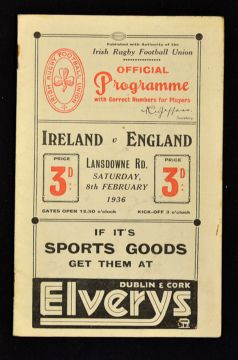 Published with Authority of the
Irish Rugby Football Union
IRISH RUGBY FOOTBALL UNION
OFFICIAL
Programme
with Correct Numbers for Players
Secretary
IRELAND v ENGLAND
PRICE
3D.
LANSDOWNE RD.
SATURDAY,
8th FEBRUARY
1936
PRICE
3D.
GATES OPEN 12.30 o'clock
KICK-OFF 3 o'clock
IF IT'S
SPORTS GOODS
GET THEM AT
DUBLIN & CORK
Elverys